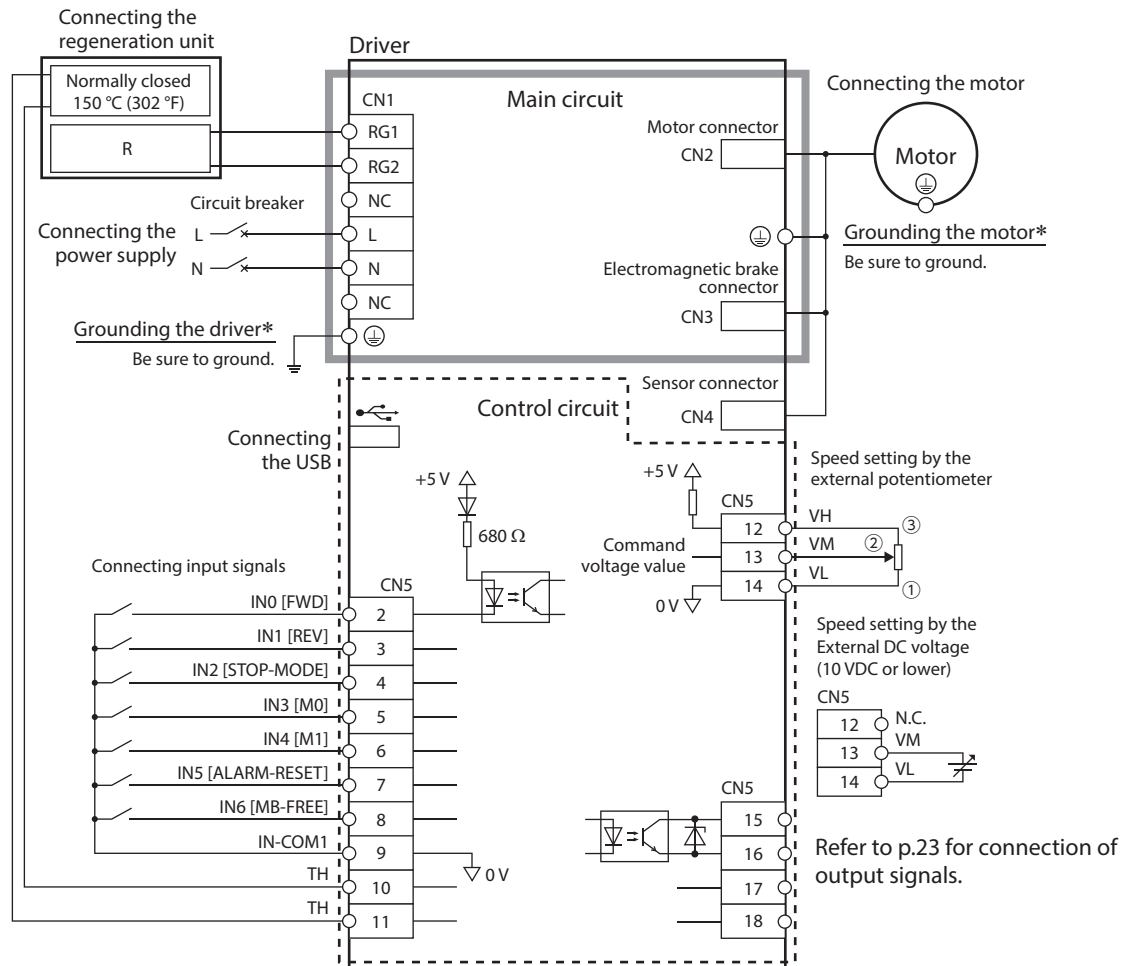 Connecting the
regeneration unit
Normally closed
150 °C (302 °F)
R
Driver
Main circuit
CN1
RG1
RG2
NC
L
N
NC
Circuit breaker
Connecting the
power supply
L
N
Grounding the driver*
Be sure to ground.
Motor connector
CN2
Electromagnetic brake
connector
CN3
Connecting the motor
Motor
Grounding the motor*
Be sure to ground.
Sensor connector
CN4
Control circuit
Connecting
the USB
+5 V
680 Ω
Connecting input signals
CN5
IN0 [FWD]
2
IN1 [REV]
3
IN2 [STOP-MODE]
4
IN3 [M0]
5
IN4 [M1]
6
IN5 [ALARM-RESET]
7
IN6 [MB-FREE]
8
IN-COM1
9
0 V
TH
10
TH
11
+5 V
CN5
Command
voltage value
0 V
12
13
14
Speed setting by the
external potentiometer
VH
③
VM
②
VL
①
Speed setting by the
External DC voltage
(10 VDC or lower)
CN5
12
N.C.
13
VM
14
VL
CN5
15
16
17
18
Refer to p.23 for connection of
output signals.